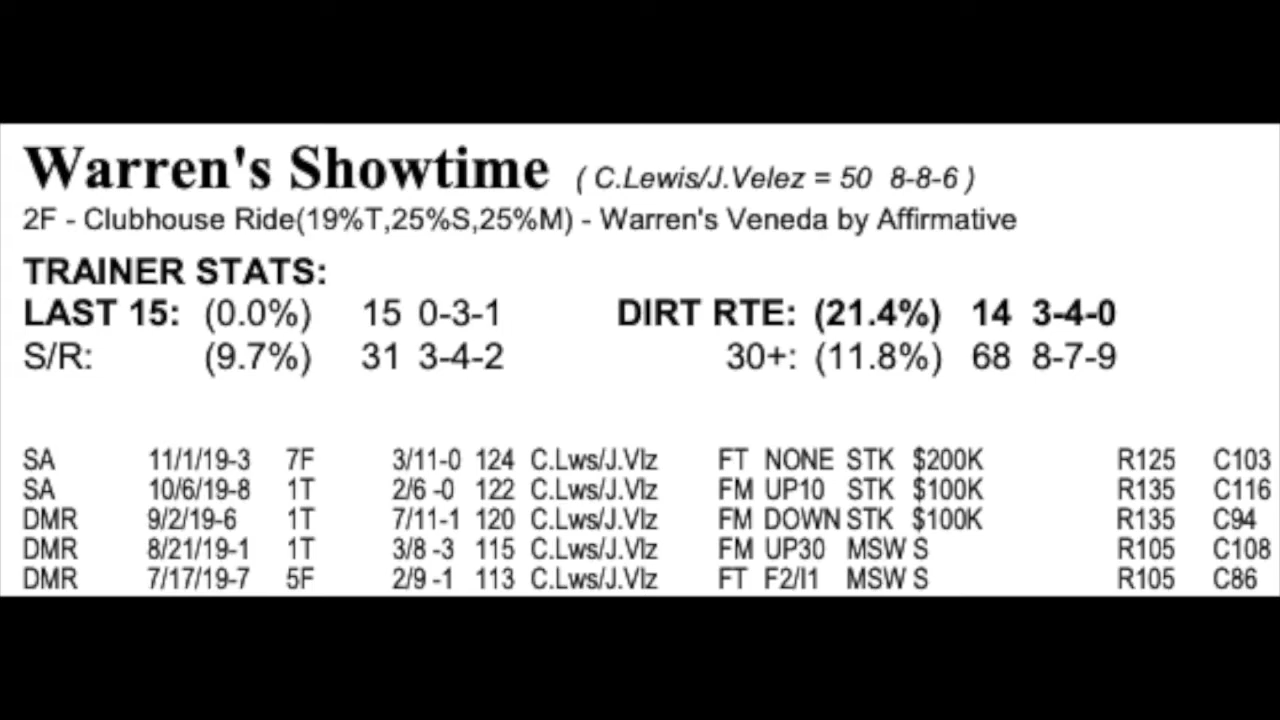 Warren's Showtime ( C.Lewis/J.Velez = 50 8-8-6 )
2F - Clubhouse Ride(19%T,25%S,25%M) - Warren's Veneda by Affirmative
TRAINER STATS:
LAST 15: (0.0%) 15 0-3-1 DIRT RTE: (21.4%) 14 3-4-0
S/R: (9.7%) 31 3-4-2 30+: (11.8%) 68 8-7-9
SA 11/1/19-3 7F 3/11-0 124 C.Lws/J.Vlz FT NONE STK $200K R125 C103
SA 10/6/19-8 1T 2/6 -0 122 C.Lws/J.Vlz FM UP10 STK $100K R135 C116
DMR 9/2/19-6 1T 7/11-1 120 C.Lws/J.Vlz FM DOWN STK $100K R135 C94
DMR 8/21/19-1 1T 3/8 -3 115 C.Lws/J.Vlz FM UP30 MSW S R105 C108
DMR 7/17/19-7 5F 2/9 -1 113 C.Lws/J.Vlz FT F2/I1 MSW S R105 C86